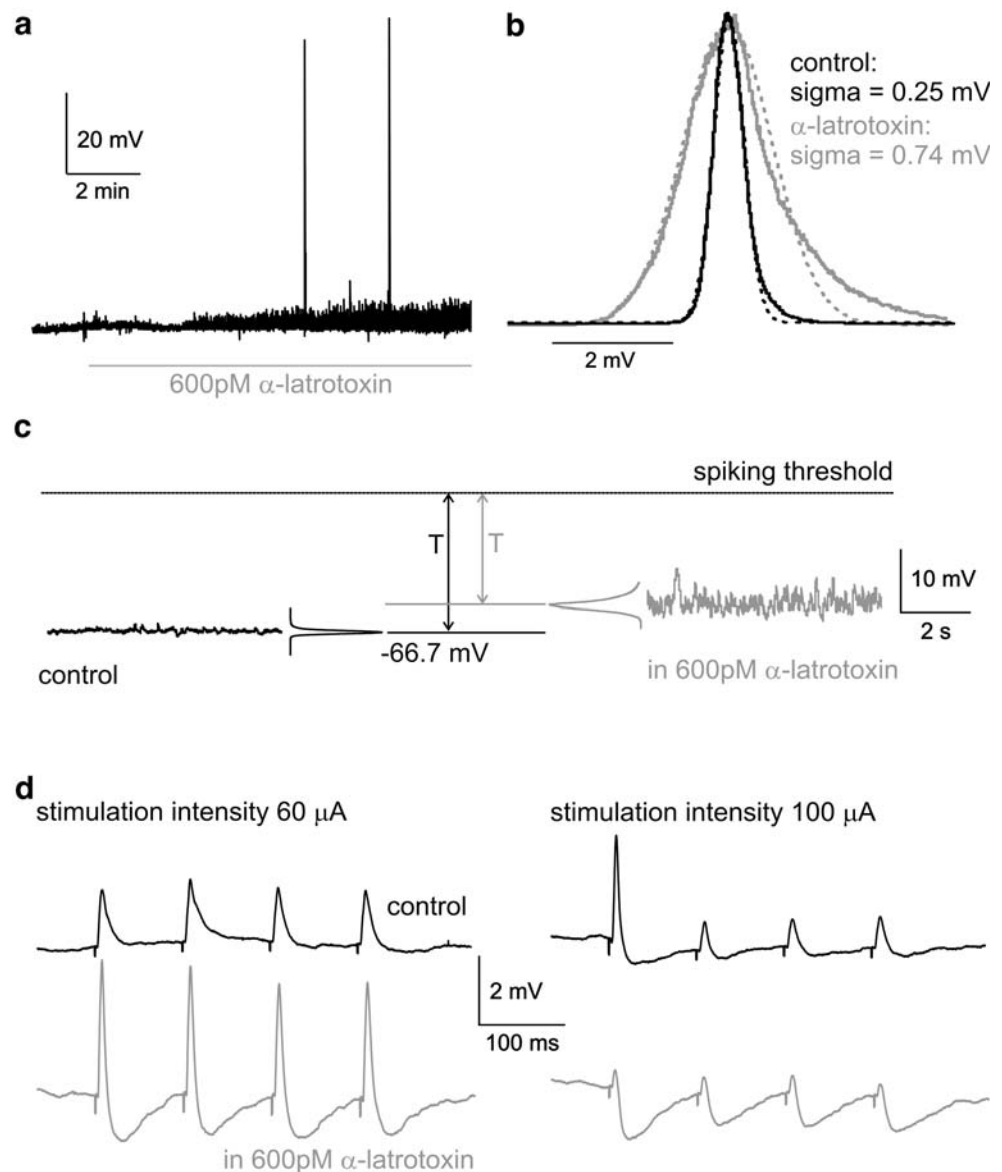 a
20 mV
2 min
600pM α-latrotoxin
b
control:
sigma = 0.25 mV
α-latrotoxin:
sigma = 0.74 mV
2 mV
c
spiking threshold
T
T
10 mV
2 s
-66.7 mV
control
in 600pM α-latrotoxin
d
stimulation intensity 60 μA
stimulation intensity 100 μA
control
2 mV
100 ms
in 600pM α-latrotoxin